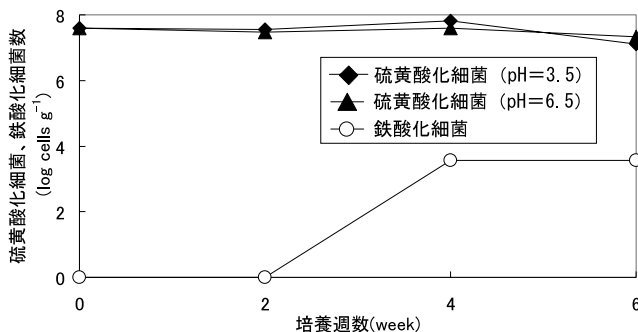 硫黄酸化細菌、鉄酸化細菌数
(log cells g⁻¹)
8
6
4
2
0
硫黄酸化細菌 (pH=3.5)
硫黄酸化細菌 (pH=6.5)
鉄酸化細菌
0
2
4
6
培養週数(week)